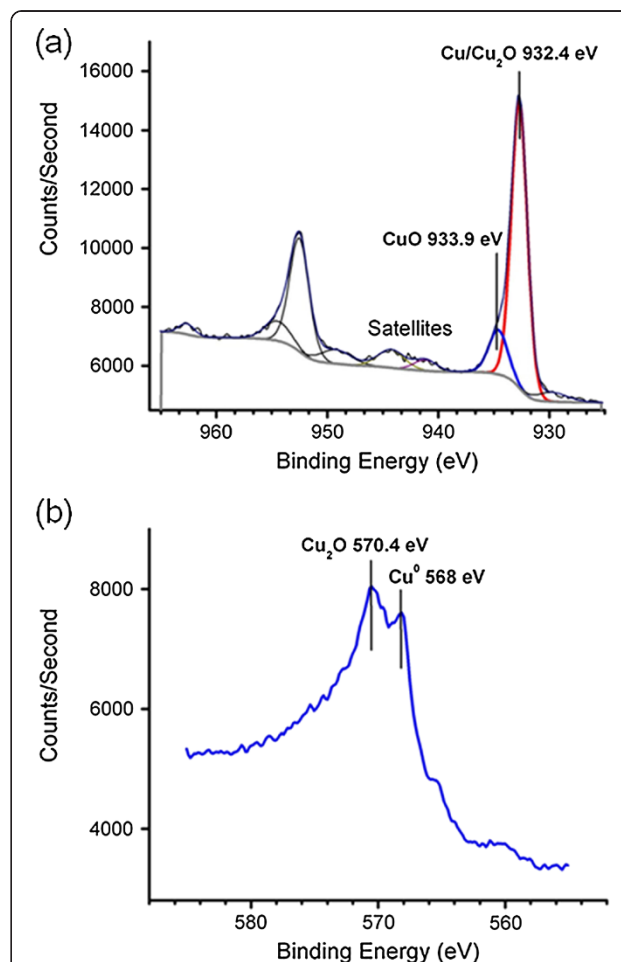 (a)
Cu/Cu₂O 932.4 eV
16000
14000
12000
10000
8000
6000
Counts/Second
CuO 933.9 eV
Satellites
960 950 940 930
Binding Energy (eV)
(b)
Cu₂O 570.4 eV
Cu⁰ 568 eV
8000
6000
4000
Counts/Second
580 570 560
Binding Energy (eV)